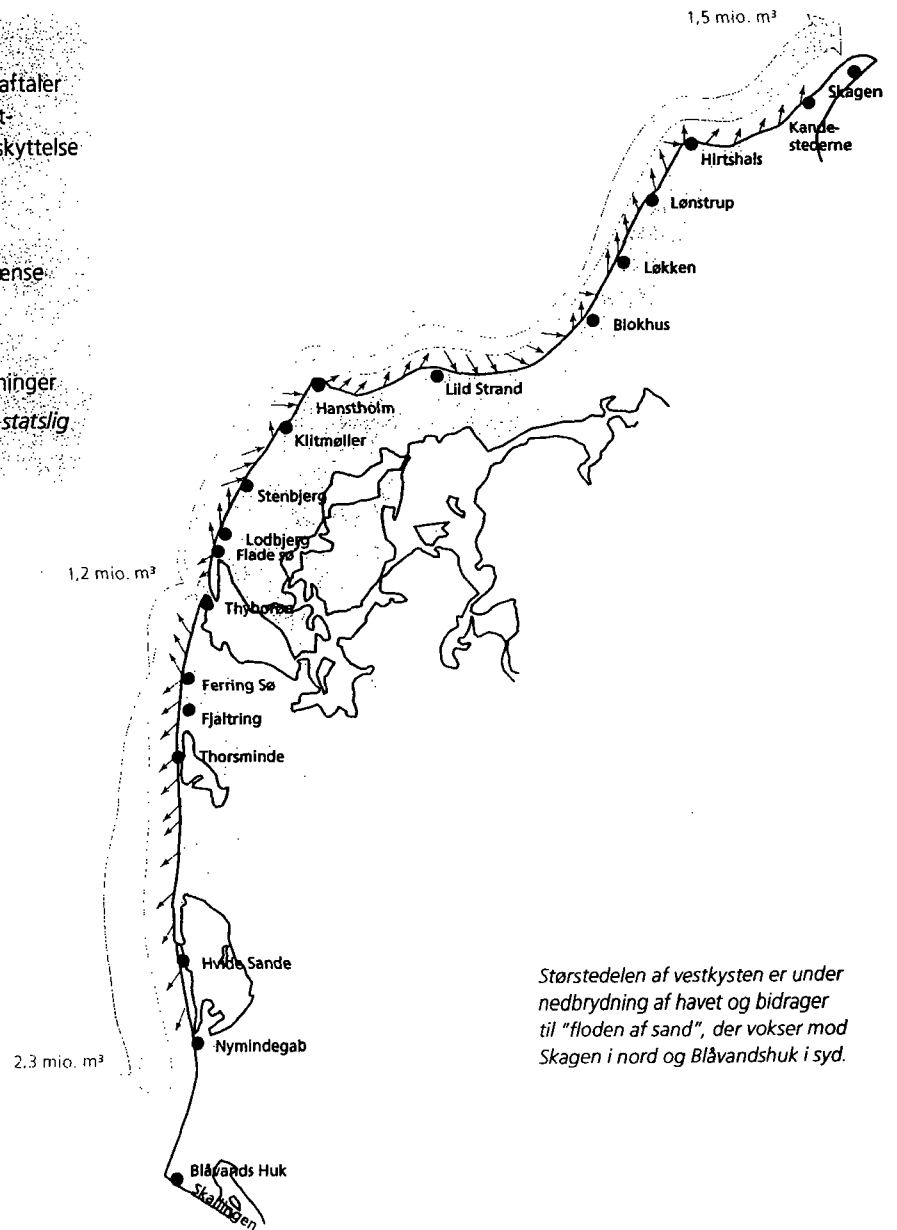 aftaler
t-
skyttelse
ænse
ninger
statslig
1,5 mio. m³
Skagen
Kande-
stederne
Hirtshals
Lønstrup
Løkken
Blokhus
Lild Strand
Hanstholm
Klitmøller
Stenbjerg
Lodbjerg
Flade sø
1,2 mio. m³
Thyborøn
Ferring Sø
Fjaltring
Thorsminde
Hvide Sande
Nymindegab
2.3 mio. m³
Blåvands Huk
Skallingen
Størstedelen af vestkysten er under
nedbrydning af havet og bidrager
til "floden af sand", der vokser mod
Skagen i nord og Blåvandshuk i syd.